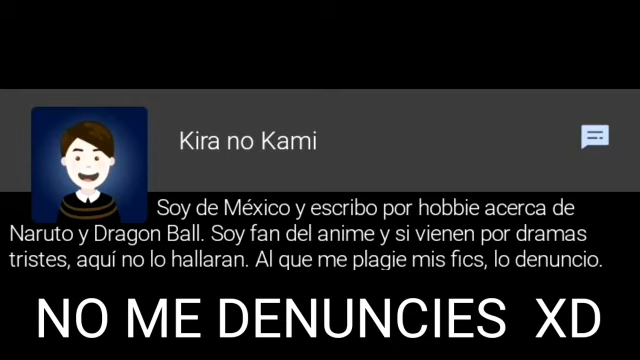 Kira no Kami
Soy de México y escribo por hobbie acerca de
Naruto y Dragon Ball. Soy fan del anime y si vienen por dramas
tristes, aquí no lo hallaran. Al que me plagie mis fics, lo denuncio.
NO ME DENUNCIES XD